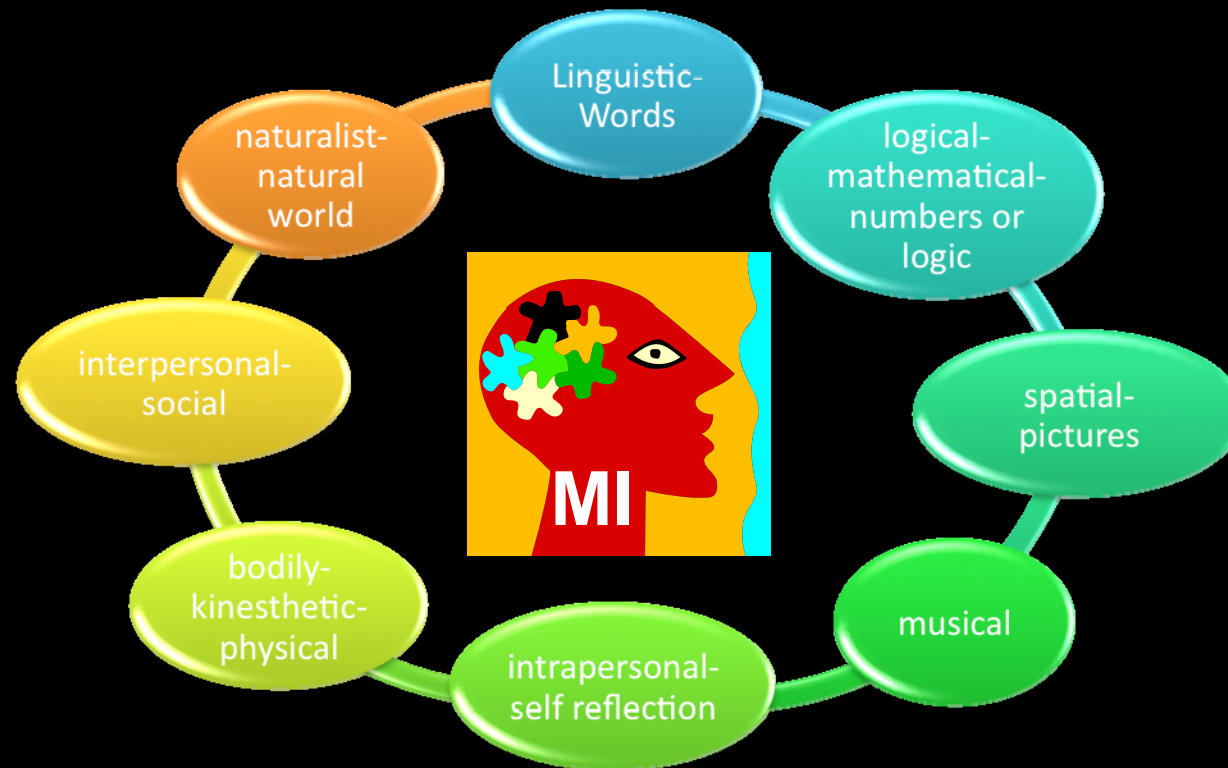 Linguistic-
Words
logical-
mathematical-
numbers or
logic
spatial-
pictures
musical
intrapersonal-
self reflection
bodily-
kinesthetic-
physical
interpersonal-
social
naturalist-
natural
world
MI